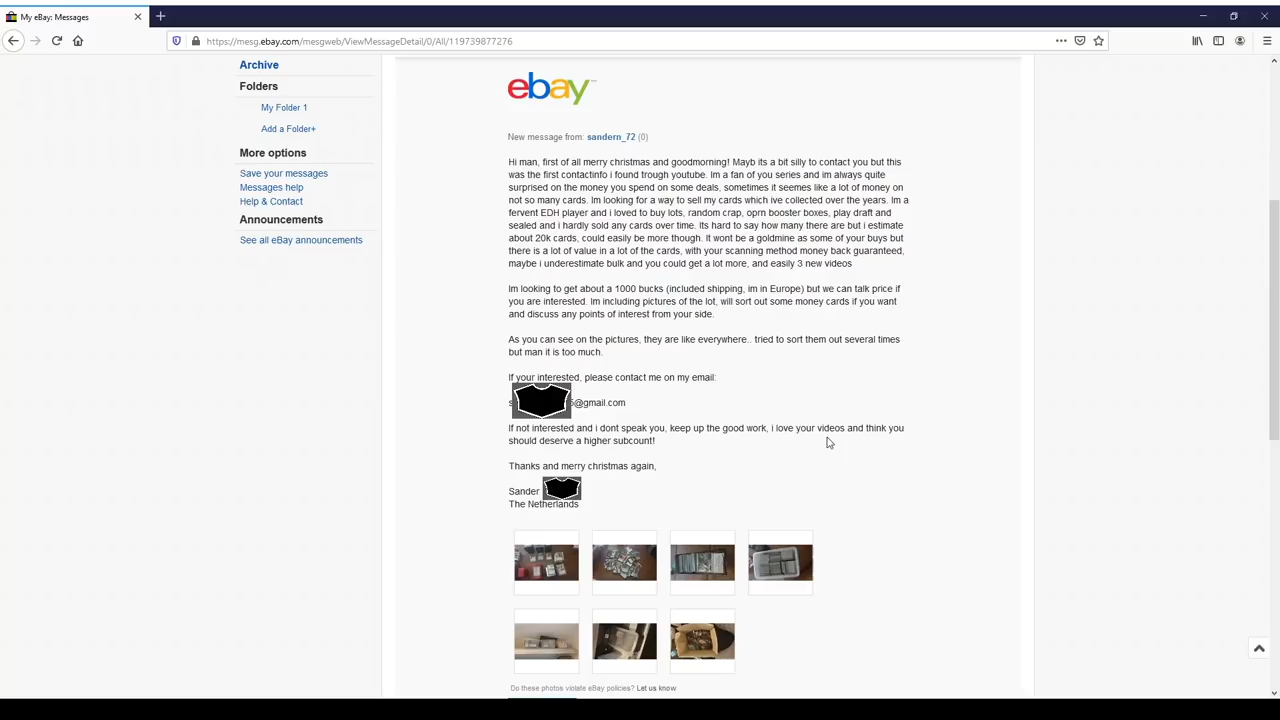 My eBay: Messages
https://mesg.ebay.com/mesgweb/ViewMessageDetail/0/All/119739877276
Archive
Folders
My Folder 1
Add a Folder+
More options
Save your messages
Messages help
Help & Contact
Announcements
See all eBay announcements
ebay™
New message from: sandern_72 (0)
Hi man, first of all merry christmas and goodmorning! Mayb its a bit silly to contact you but this
was the first contactinfo i found trough youtube. Im a fan of you series and im always quite
surprised on the money you spend on some deals, sometimes it seemes like a lot of money on
not so many cards. Im looking for a way to sell my cards which ive collected over the years. Im a
fervent EDH player and i loved to buy lots, random crap, oprn booster boxes, play draft and
sealed and i hardly sold any cards over time. Its hard to say how many there are but i estimate
about 20k cards, could easily be more though. It wont be a goldmine as some of your buys but
there is a lot of value in a lot of the cards, with your scanning method money back guaranteed,
maybe i underestimate bulk and you could get a lot more, and easily 3 new videos
Im looking to get about a 1000 bucks (included shipping, im in Europe) but we can talk price if
you are interested. Im including pictures of the lot, will sort out some money cards if you want
and discuss any points of interest from your side.
As you can see on the pictures, they are like everywhere.. tried to sort them out several times
but man it is too much.
If your interested, please contact me on my email:
@gmail.com
If not interested and i dont speak you, keep up the good work, i love your videos and think you
should deserve a higher subcount!
Thanks and merry christmas again,
Sander
The Netherlands
Do these photos violate eBay policies? Let us know